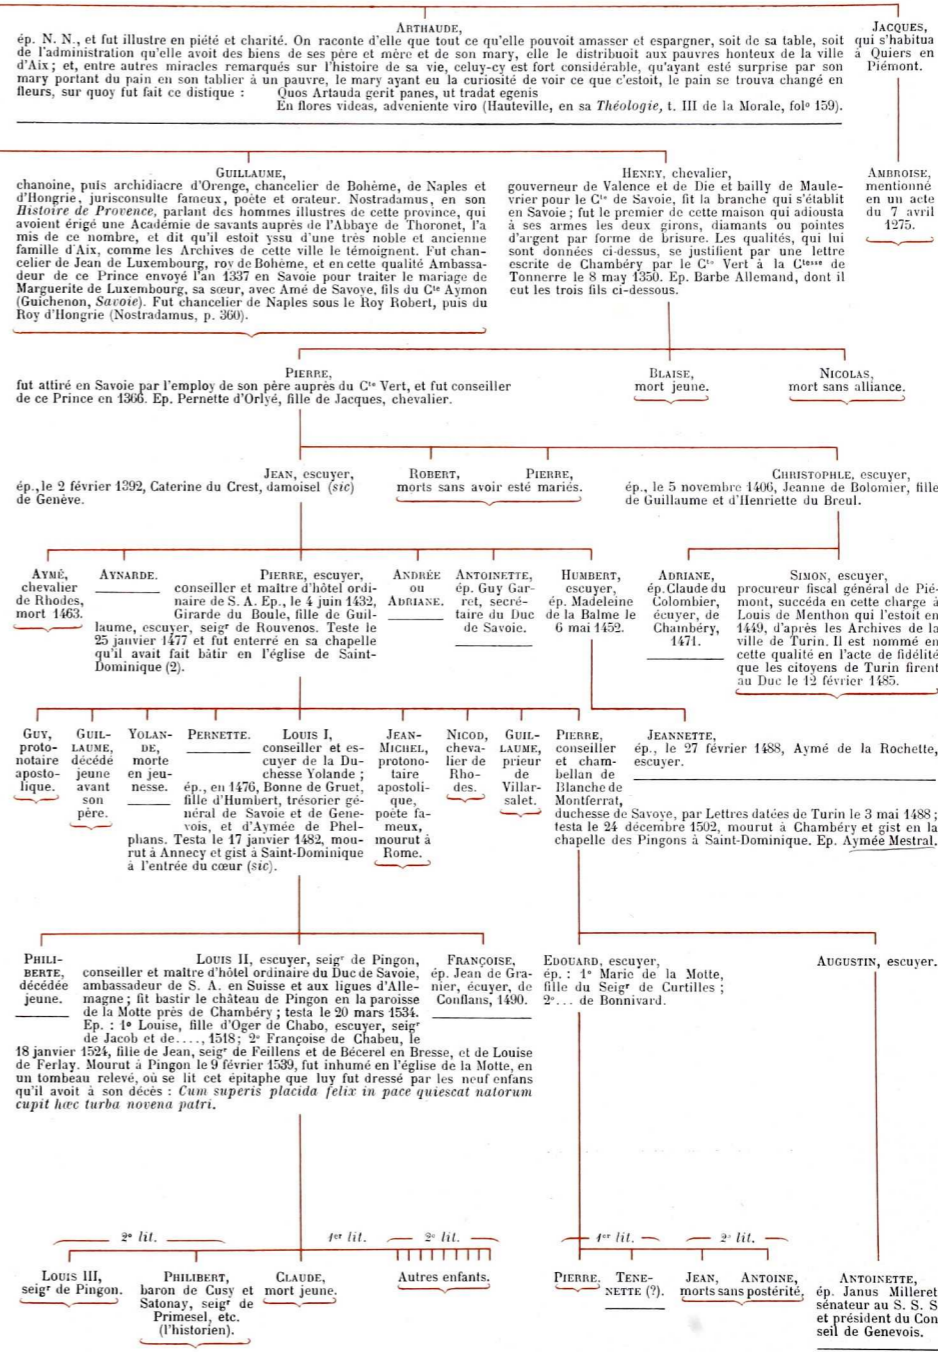 ARTHAUDE,
ép. N. N., et fut illustre en piété et charité. On raconte d'elle que tout ce qu'elle pouvoit amasser et espargner, soit de sa table, soit
de l'administration qu'elle avoit des biens de ses père et mère et de son mary, elle le distribuoit aux pauvres honteux de la ville
d'Aix ; et, entre autres miracles remarqués sur l'histoire de sa vie, celuy-cy est fort considérable, qu'ayant esté surprise par son
mary portant du pain en son tablier à un pauvre, le mary ayant eu la curiosité de voir ce que c'estoit, le pain se trouva changé en
fleurs, sur quoy fut fait ce distique : Quos Artauda gerit panes, ut tradat egenis
En flores videas, adveniente viro (Hauteville, en sa Théologie, t. III de la Morale, folº 159).
JACQUES,
qui s'habitua
à Quiers en
Piémont.
GUILLAUME,
chanoine, puis archidiacre d'Orenge, chancelier de Bohème, de Naples et
d'Hongrie, jurisconsulte fameux, poète et orateur. Nostradamus, en son
Histoire de Provence, parlant des hommes illustres de cette province, qui
avoient érigé une Académie de savants auprès de l'Abbaye de Thoronet, l'a
mis de ce nombre, et dit qu'il estoit yssu d'une très noble et ancienne
famille d'Aix, comme les Archives de cette ville le témoignent. Fut chan-
celier de Jean de Luxembourg, roy de Bohème, et en cette qualité Ambassa-
deur de ce Prince envoyé l'an 1337 en Savoie pour traiter le mariage de
Marguerite de Luxembourg, sa sœur, avec Amé de Savoye, fils du Cte Aymon
(Guichenon, Savoie). Fut chancelier de Naples sous le Roy Robert, puis du
Roy d'Hongrie (Nostradamus, p. 360).
HENRY, chevalier,
gouverneur de Valence et de Die et bailly de Maule-
vrier pour le Cte de Savoie, fit la branche qui s'établit
en Savoie ; fut le premier de cette maison qui adiousta
à ses armes les deux girons, diamants ou pointes
d'argent par forme de brisure. Les qualités, qui lui
sont données ci-dessus, se justifient par une lettre
escrite de Chambéry par le Cte Vert à la Ctesse de
Tonnerre le 8 may 1350. Ep. Barbe Allemand, dont il
eut les trois fils ci-dessous.
AMBROISE,
mentionné
en un acte
du 7 avril
1275.
PIERRE,
fut attiré en Savoie par l'employ de son père auprès du Cte Vert, et fut conseiller
de ce Prince en 1366. Ep. Pernette d'Orlyé, fille de Jacques, chevalier.
BLAISE,
mort jeune.
NICOLAS,
mort sans alliance.
JEAN, escuyer,
ép., le 2 février 1392, Caterine du Crest, damoisel (sic)
de Genève.
ROBERT, PIERRE,
morts sans avoir esté mariés.
CHRISTOPHLE, escuyer,
ép., le 5 novembre 1406, Jeanne de Bolomier, fille
de Guillaume et d'Henriette du Breul.
AYMÉ,
chevalier
de Rhodes,
mort 1463.
AYNARDE.
PIERRE, escuyer,
conseiller et maître d'hôtel ordi-
naire de S. A. Ep., le 4 juin 1432,
Girarde du Boule, fille de Guil-
laume, escuyer, seigr de Rouvenos. Teste le
25 janvier 1477 et fut enterré en sa chapelle
qu'il avait fait bâtir en l'église de Saint-
Dominique (2).
ANDRÉE
ou
ADRIANE.
ANTOINETTE,
ép. Guy Gar-
ret, secré-
taire du Duc
de Savoie.
HUMBERT,
escuyer,
ép. Madeleine
de la Balme le
6 mai 1452.
ADRIANE,
ép. Claude du
Colombier,
écuyer, de
Chambéry,
1471.
SIMON, escuyer,
procureur fiscal général de Pié-
mont, succéda en cette charge à
Louis de Menthon qui l'estoit en
1449, d'après les Archives de la
ville de Turin. Il est nommé en
cette qualité en l'acte de fidélité
que les citoyens de Turin firent
au Duc le 12 février 1485.
GUY,
proto-
notaire
aposto-
lique.
GUIL-
LAUME,
décédé
jeune
avant
son
père.
YOLAN-
DE,
morte
en jeu-
nesse.
PERNETTE.
LOUIS I,
conseiller et es-
cuyer de la Du-
chesse Yolande ;
ép., en 1476, Bonne de Gruet,
fille d'Humbert, trésorier gé-
néral de Savoie et de Gene-
vois, et d'Aymée de Phel-
phans. Testa le 17 janvier 1482, mou-
rut à Annecy et gist à Saint-Dominique
à l'entrée du cœur (sic).
JEAN-
MICHEL,
protono-
taire
apostoli-
que,
poète fa-
meux,
mourut à
Rome.
NICOD,
cheva-
lier de
Rho-
des.
GUIL-
LAUME,
prieur
de
Villar-
salet.
PIERRE,
conseiller
et cham-
bellan de
Blanche de
Montferrat,
duchesse de Savoye, par Lettres datées de Turin le 3 mai 1488 ;
testa le 24 décembre 1502, mourut à Chambéry et gist en la
chapelle des Pingons à Saint-Dominique. Ep. Aymée Mestral.
JEANNETTE,
ép., le 27 février 1488, Aymé de la Rochette,
escuyer.
PHILI-
BERTE,
décédée
jeune.
LOUIS II, escuyer, seigr de Pingon,
conseiller et maître d'hôtel ordinaire du Duc de Savoie,
ambassadeur de S. A. en Suisse et aux ligues d'Alle-
magne ; fit bastir le château de Pingon en la paroisse
de la Motte près de Chambéry ; testa le 20 mars 1534.
Ep. : 1º Louise, fille d'Oger de Chabo, escuyer, seigr
de Jacob et de...., 1518 ; 2º Françoise de Chabeu, le
18 janvier 1524, fille de Jean, seigr de Feillens et de Bécerel en Bresse, et de Louise
de Ferlay. Mourut à Pingon le 9 février 1539, fut inhumé en l'église de la Motte, en
un tombeau relevé, où se lit cet épitaphe que luy fut dressé par les neuf enfans
qu'il avoit à son décès : Cum superis placida felix in pace quiescat natorum
cupit hæc turba novena patri.
FRANÇOISE,
ép. Jean de Gra-
nier, écuyer, de
Conflans, 1490.
EDOUARD, escuyer,
ép. : 1º Marie de la Motte,
fille du Seigr de Curtilles ;
2º... de Bonnivard.
AUGUSTIN, escuyer.
2º lit. 1er lit. 2º lit.
1er lit. 2º lit.
LOUIS III,
seigr de Pingon.
PHILIBERT,
baron de Cusy et
Satonay, seigr de
Primesel, etc.
(l'historien).
CLAUDE,
mort jeune.
Autres enfants.
PIERRE.
TENE-
NETTE (?).
JEAN, ANTOINE,
morts sans postérité.
ANTOINETTE,
ép. Janus Milleret
sénateur au S. S. S
et président du Con
seil de Genevois.